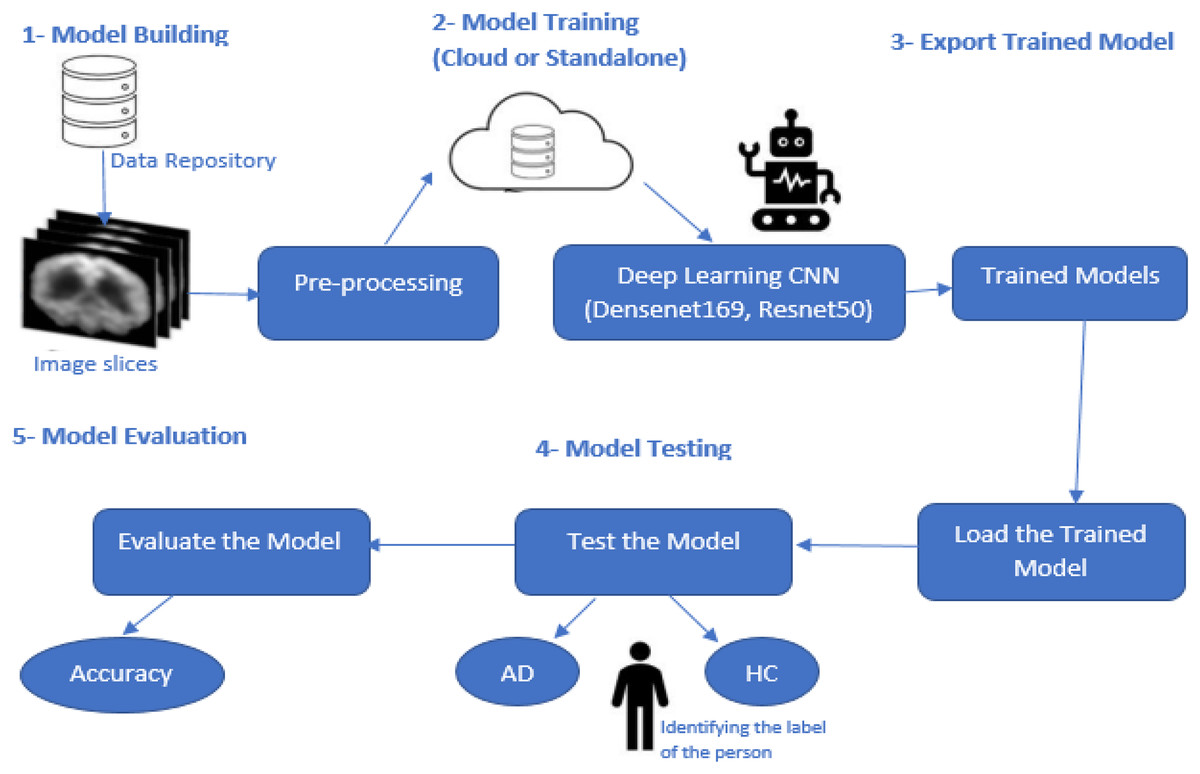 1- Model Building
2- Model Training
(Cloud or Standalone)
3- Export Trained Model
Data Repository
Image slices
Pre-processing
Deep Learning CNN
(Densenet169, Resnet50)
Trained Models
5- Model Evaluation
4- Model Testing
Evaluate the Model
Test the Model
Load the Trained
Model
Accuracy
AD
HC
Identifying the label
of the person